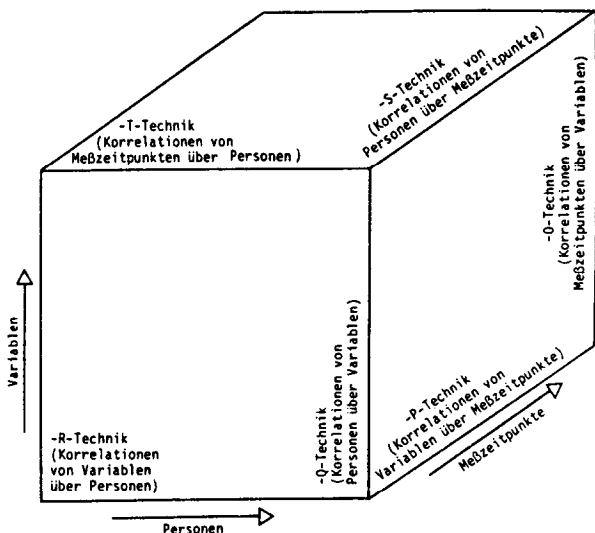 -T-Technik
(Korrelationen von
Meßzeitpunkten über Personen)
-S-Technik
(Korrelationen von
Personen über Meßzeitpunkte)
-O-Technik
(Korrelationen von
Meßzeitpunkten über Variablen)
Variablen
-R-Technik
(Korrelationen
von Variablen
über Personen)
-Q-Technik
(Korrelationen von
Personen über Variablen)
-P-Technik
(Korrelationen von
Variablen über Meßzeitpunkte)
Meßzeitpunkte
Personen